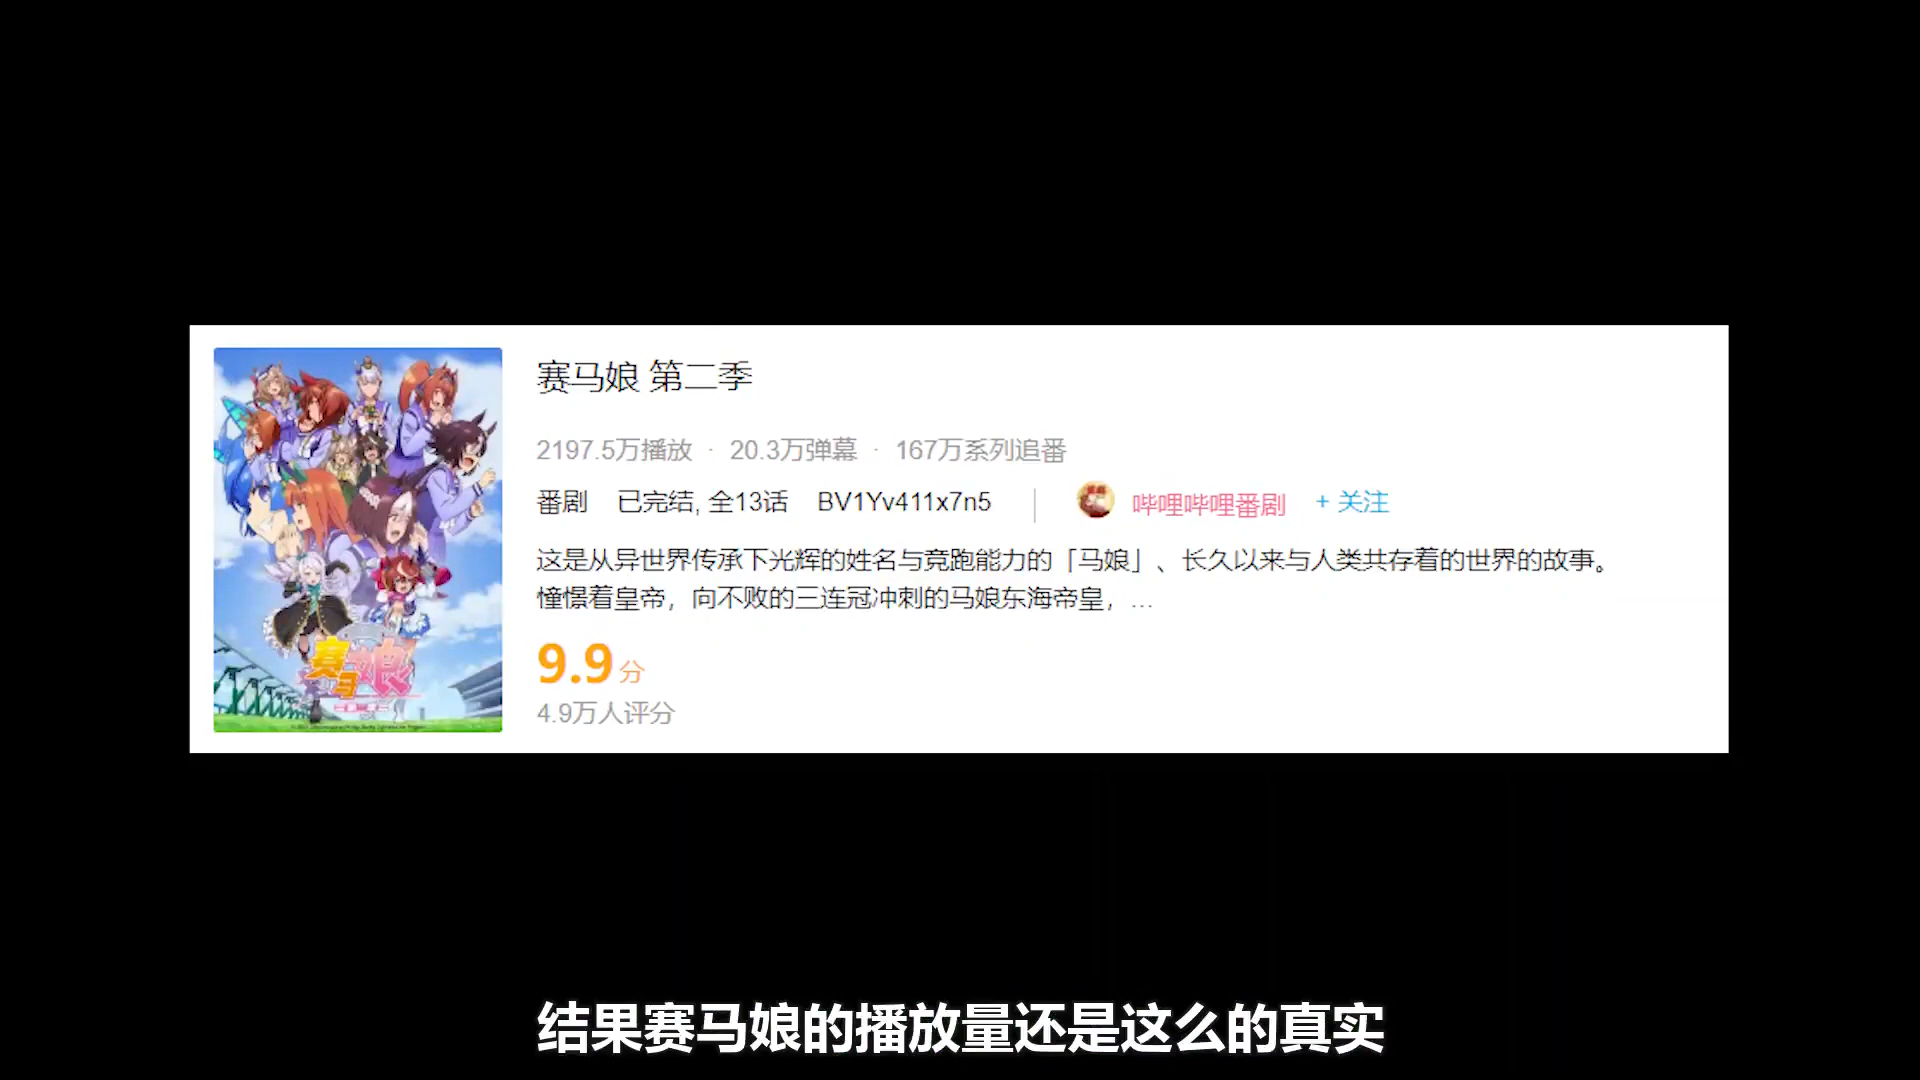 赛马娘 第二季
2197.5万播放 · 20.3万弹幕 · 167万系列追番
番剧 已完结, 全13话 BV1Yv411x7n5 哔哩哔哩番剧 + 关注
这是从异世界传承下光辉的姓名与竞跑能力的「马娘」、长久以来与人类共存着的世界的故事。
憧憬着皇帝，向不败的三连冠冲刺的马娘东海帝皇，...
9.9分
4.9万人评分
赛马娘
结果赛马娘的播放量还是这么的真实